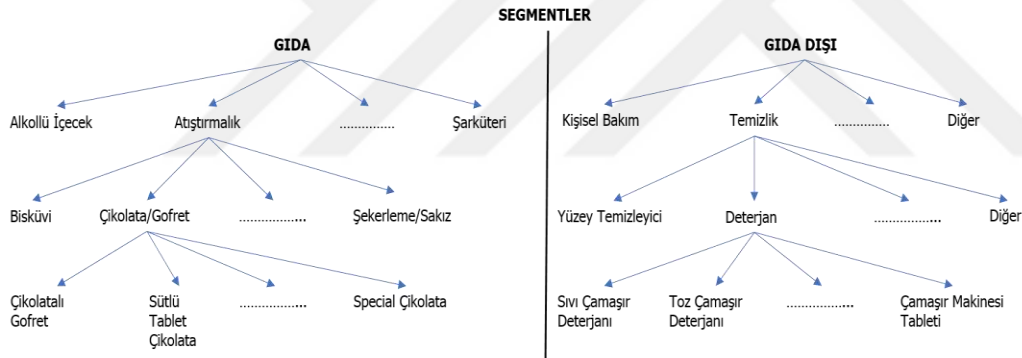 SEGMENTLER
GIDA
GIDA DIŞI
Alkollü İçecek
Atıştırmalık
……………
Şarküteri
Kişisel Bakım
Temizlik
……………
Diğer
Bisküvi
Çikolata/Gofret
………………
Şekerleme/Sakız
Yüzey Temizleyici
Deterjan
………………
Diğer
Çikolatalı
Gofret
Sütlü
Tablet
Çikolata
………………
Special Çikolata
Sıvı Çamaşır
Deterjanı
Toz Çamaşır
Deterjanı
………………
Çamaşır Makinesi
Tableti